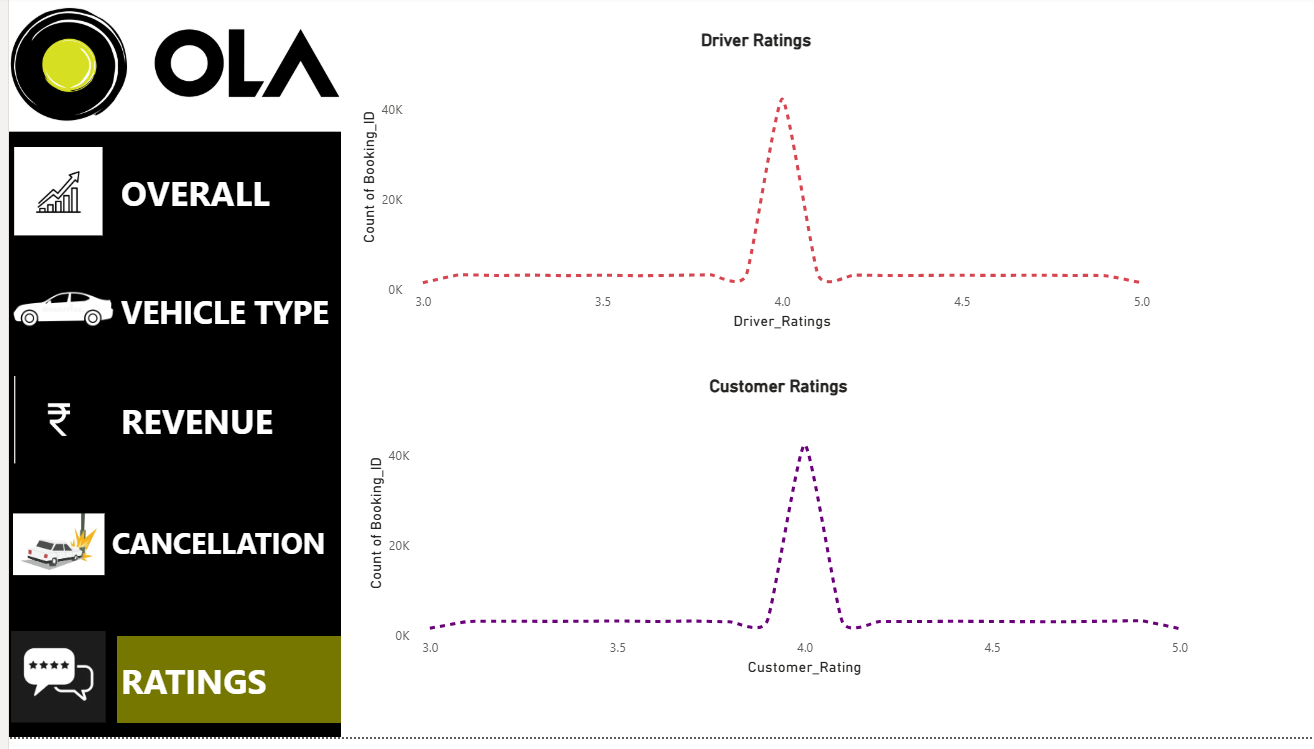 OLA
OVERALL
VEHICLE TYPE
₹
REVENUE
CANCELLATION
RATINGS
Driver Ratings
Count of Booking_ID
40K
20K
0K
3.0 3.5 4.0 4.5 5.0
Driver_Ratings
Customer Ratings
Count of Booking_ID
40K
20K
0K
3.0 3.5 4.0 4.5 5.0
Customer_Rating